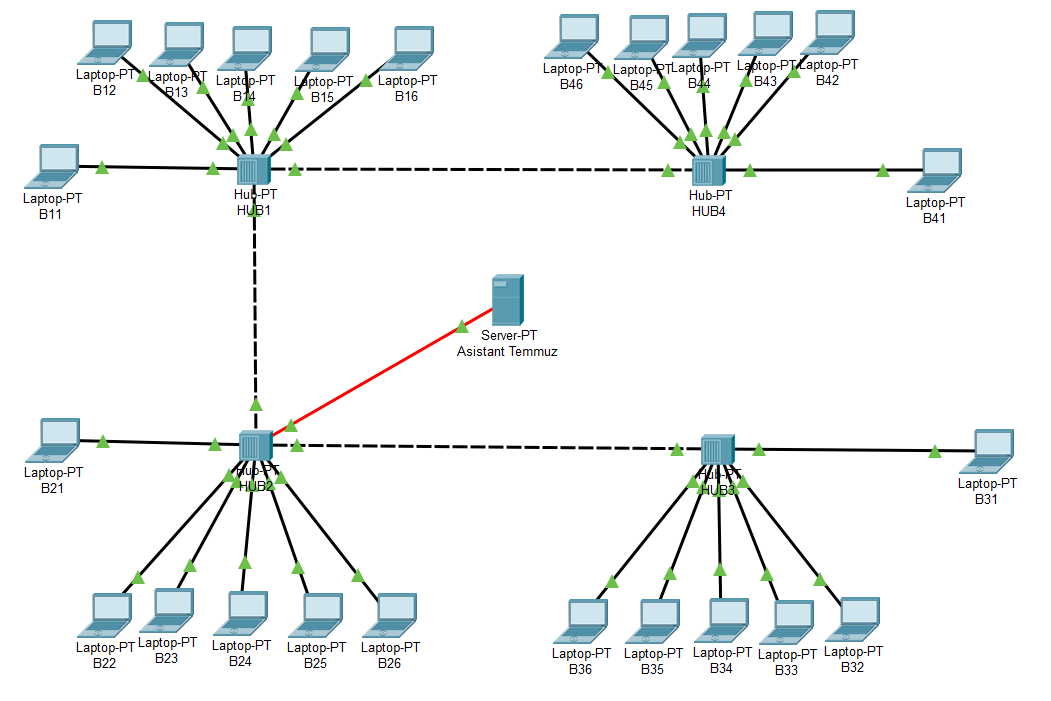 Laptop-PT
B12
Laptop-PT
B13
Laptop-PT
B14
Laptop-PT
B15
Laptop-PT
B16
Laptop-PT
B46
Laptop-PT
B45
Laptop-PT
B44
Laptop-PT
B43
Laptop-PT
B42
Laptop-PT
B11
Hub-PT
HUB1
Hub-PT
HUB4
Laptop-PT
B41
Server-PT
Asistant Temmuz
Laptop-PT
B21
Hub-PT
HUB2
Hub-PT
HUB3
Laptop-PT
B31
Laptop-PT
B22
Laptop-PT
B23
Laptop-PT
B24
Laptop-PT
B25
Laptop-PT
B26
Laptop-PT
B36
Laptop-PT
B35
Laptop-PT
B34
Laptop-PT
B33
Laptop-PT
B32